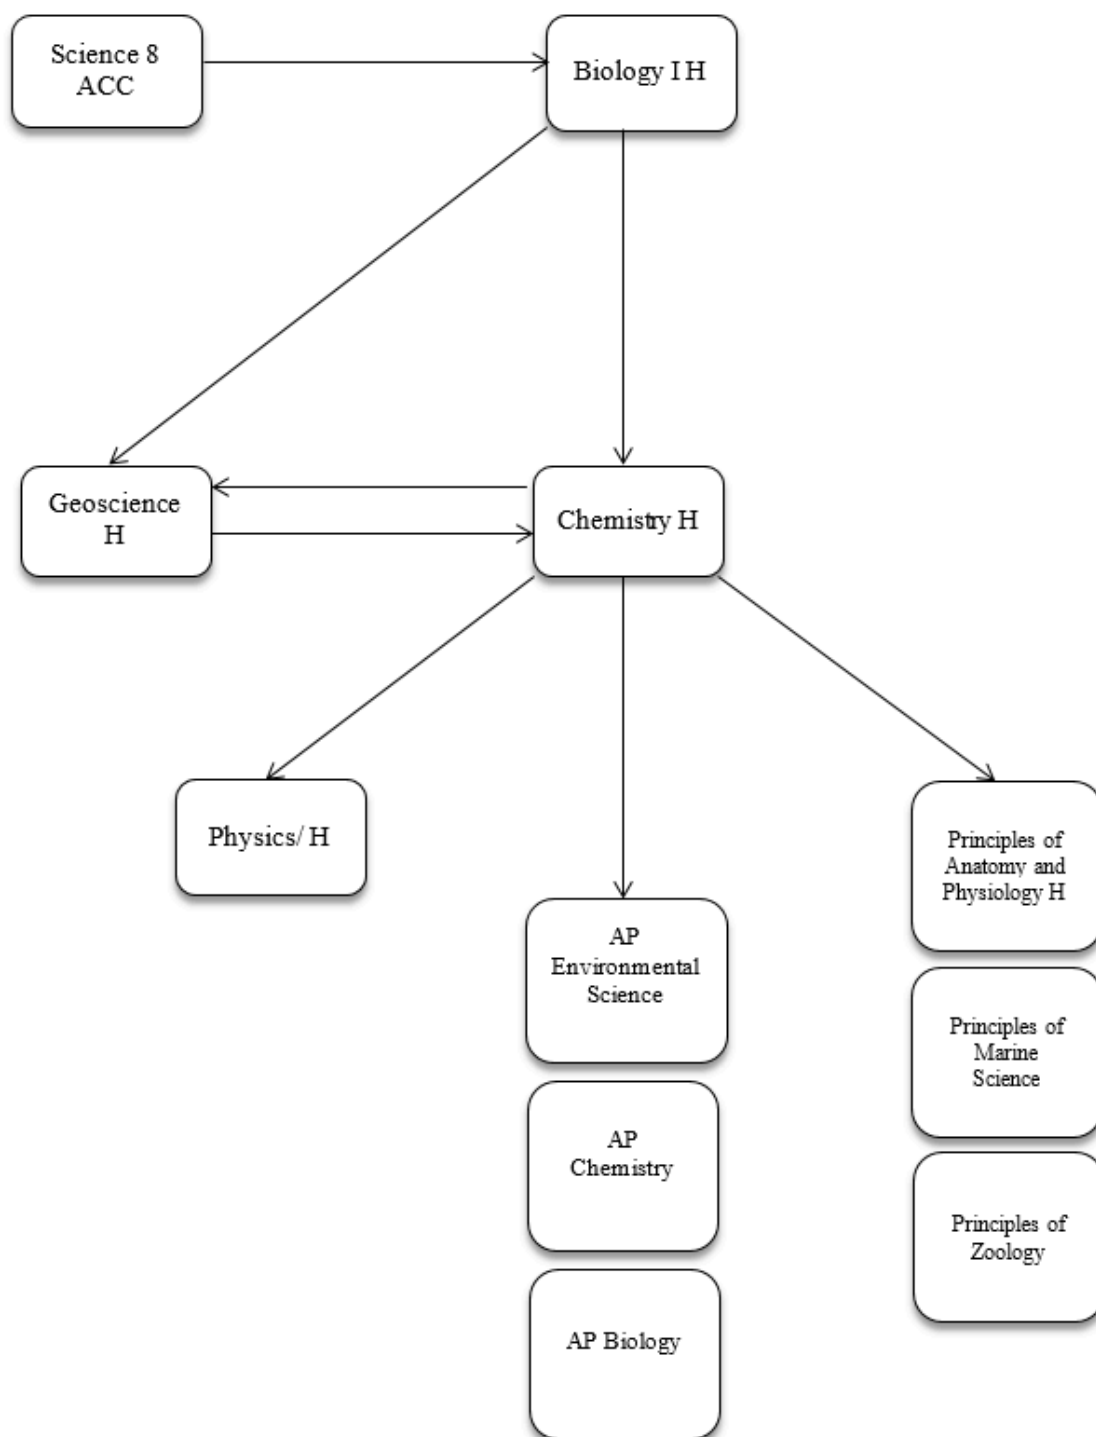 Science 8
ACC
Biology I H
Geoscience
H
Chemistry H
Physics/ H
AP
Environmental
Science
AP
Chemistry
AP Biology
Principles of
Anatomy and
Physiology H
Principles of
Marine
Science
Principles of
Zoology